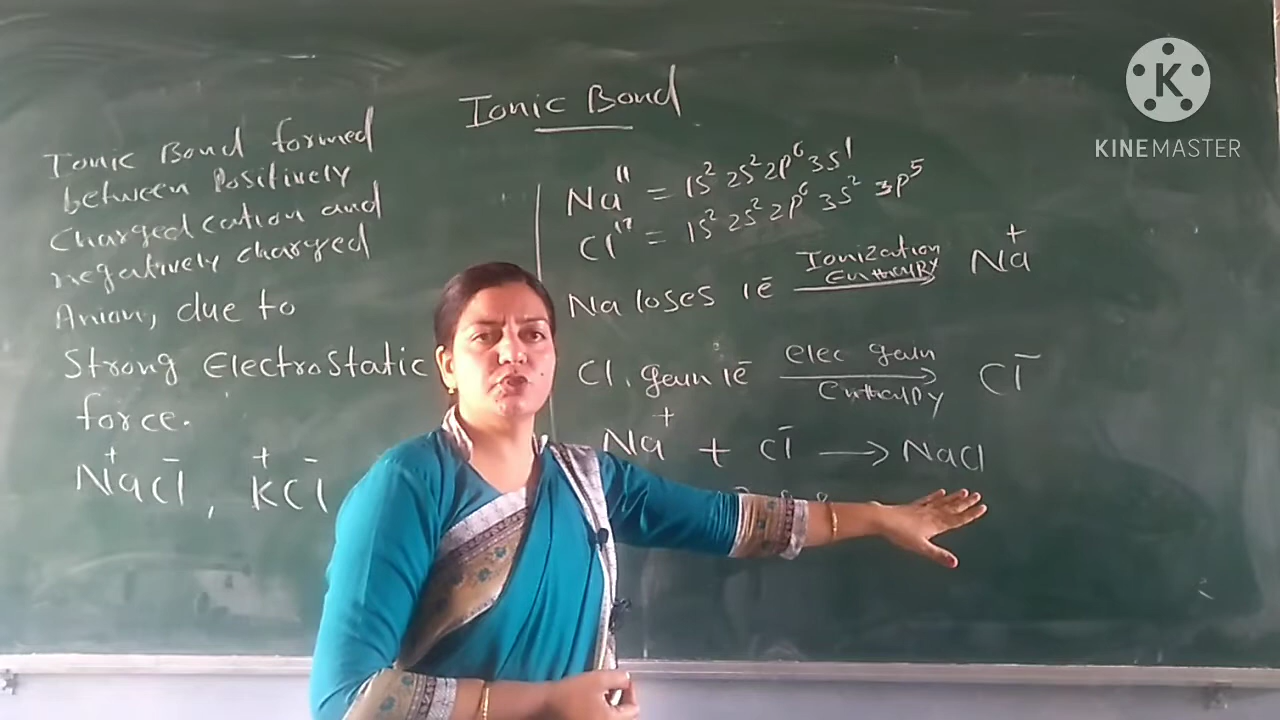 Ionic Bond
Ionic Bond formed
between Positively
Charged cation and
negatively charged
Anion, due to
Strong Electrostatic
force.
Na⁺Cl⁻, K⁺Cl⁻
Na¹¹ = 1s² 2s² 2p⁶ 3s¹
Cl¹⁷ = 1s² 2s² 2p⁶ 3s² 3p⁵
Na loses 1e⁻ Ionization Enthalpy → Na⁺
Cl, gain 1e⁻ elec gain Enthalpy → Cl⁻
Na⁺ + Cl⁻ → NaCl
K
KINEMASTER